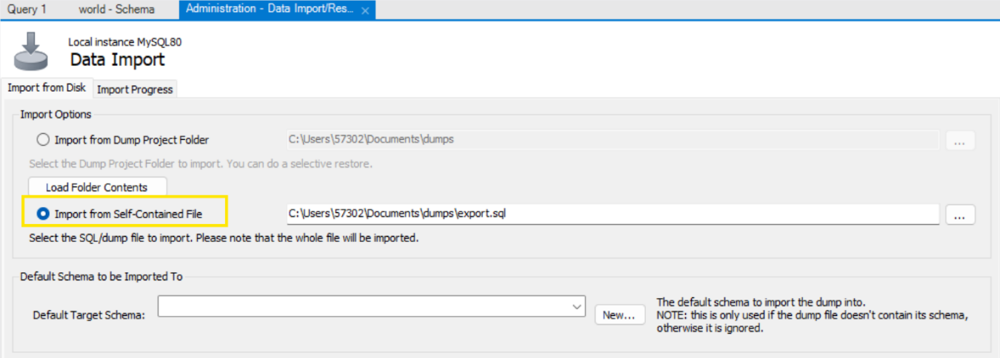 Query 1 world - Schema Administration - Data Import/Res...
Local instance MySQL80
Data Import
Import from Disk Import Progress
Import Options
Import from Dump Project Folder C:\Users\57302\Documents\dumps ...
Select the Dump Project Folder to import. You can do a selective restore.
Load Folder Contents
Import from Self-Contained File C:\Users\57302\Documents\dumps\export.sql ...
Select the SQL/dump file to import. Please note that the whole file will be imported.
Default Schema to be Imported To
Default Target Schema: New...
The default schema to import the dump into.
NOTE: this is only used if the dump file doesn't contain its schema,
otherwise it is ignored.